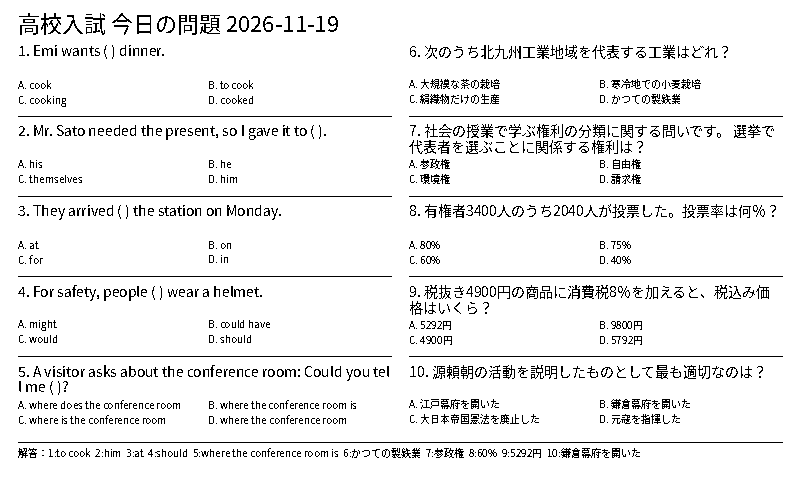 高校入試 今日の問題 2026-11-19
1. Emi wants ( ) dinner.
A. cook
B. to cook
C. cooking
D. cooked
2. Mr. Sato needed the present, so I gave it to ( ).
A. his
B. he
C. themselves
D. him
3. They arrived ( ) the station on Monday.
A. at
B. on
C. for
D. in
4. For safety, people ( ) wear a helmet.
A. might
B. could have
C. would
D. should
5. A visitor asks about the conference room: Could you tel
l me ( )?
A. where does the conference room
B. where the conference room is
C. where is the conference room
D. where the conference room
6. 次のうち北九州工業地域を代表する工業はどれ？
A. 大規模な茶の栽培
B. 寒冷地での小麦栽培
C. 絹織物だけの生産
D. かつての製鉄業
7. 社会の授業で学ぶ権利の分類に関する問いです。 選挙で
代表者を選ぶことに関係する権利は？
A. 参政権
B. 自由権
C. 環境権
D. 請求権
8. 有権者3400人のうち2040人が投票した。投票率は何％？
A. 80%
B. 75%
C. 60%
D. 40%
9. 税抜き4900円の商品に消費税8％を加えると、税込み価
格はいくら？
A. 5292円
B. 9800円
C. 4900円
D. 5792円
10. 源頼朝の活動を説明したものとして最も適切なのは？
A. 江戸幕府を開いた
B. 鎌倉幕府を開いた
C. 大日本帝国憲法を廃止した
D. 元寇を指揮した
解答：1:to cook 2:him 3:at 4:should 5:where the conference room is 6:かつての製鉄業 7:参政権 8:60% 9:5292円 10:鎌倉幕府を開いた